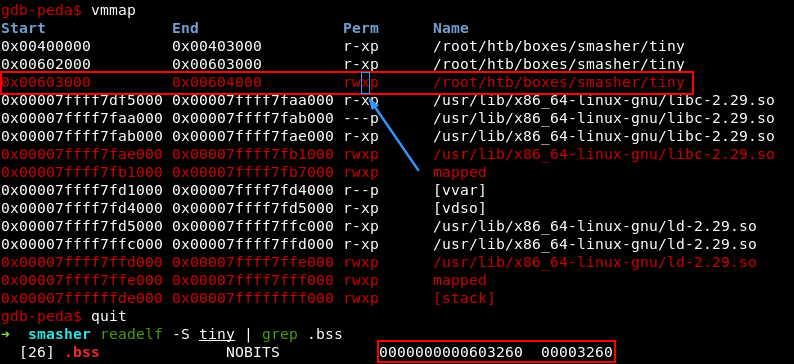 gdb-peda$ vmmap
Start End Perm Name
0x00400000 0x00403000 r-xp /root/htb/boxes/smasher/tiny
0x00602000 0x00603000 r-xp /root/htb/boxes/smasher/tiny
0x00603000 0x00604000 rwxp /root/htb/boxes/smasher/tiny
0x00007ffff7df5000 0x00007ffff7faa000 r-xp /usr/lib/x86_64-linux-gnu/libc-2.29.so
0x00007ffff7faa000 0x00007ffff7fab000 ---p /usr/lib/x86_64-linux-gnu/libc-2.29.so
0x00007ffff7fab000 0x00007ffff7fae000 r-xp /usr/lib/x86_64-linux-gnu/libc-2.29.so
0x00007ffff7fae000 0x00007ffff7fb1000 rwxp /usr/lib/x86_64-linux-gnu/libc-2.29.so
0x00007ffff7fb1000 0x00007ffff7fb7000 rwxp mapped
0x00007ffff7fd1000 0x00007ffff7fd4000 r--p [vvar]
0x00007ffff7fd4000 0x00007ffff7fd5000 r-xp [vdso]
0x00007ffff7fd5000 0x00007ffff7ffc000 r-xp /usr/lib/x86_64-linux-gnu/ld-2.29.so
0x00007ffff7ffc000 0x00007ffff7ffd000 r-xp /usr/lib/x86_64-linux-gnu/ld-2.29.so
0x00007ffff7ffd000 0x00007ffff7ffe000 rwxp /usr/lib/x86_64-linux-gnu/ld-2.29.so
0x00007ffff7ffe000 0x00007ffff7fff000 rwxp mapped
0x00007ffffffde000 0x00007ffffffff000 rwxp [stack]
gdb-peda$ quit
→ smasher readelf -S tiny | grep .bss
[26] .bss NOBITS 0000000000603260 00003260